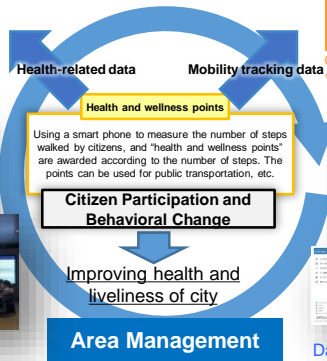 Health-related data
Mobility tracking data
Health and wellness points
Using a smart phone to measure the number of steps
walked by citizens, and “health and wellness points”
are awarded according to the number of steps. The
points can be used for public transportation, etc.
Citizen Participation and
Behavioral Change
Improving health and
liveliness of city
Area Management